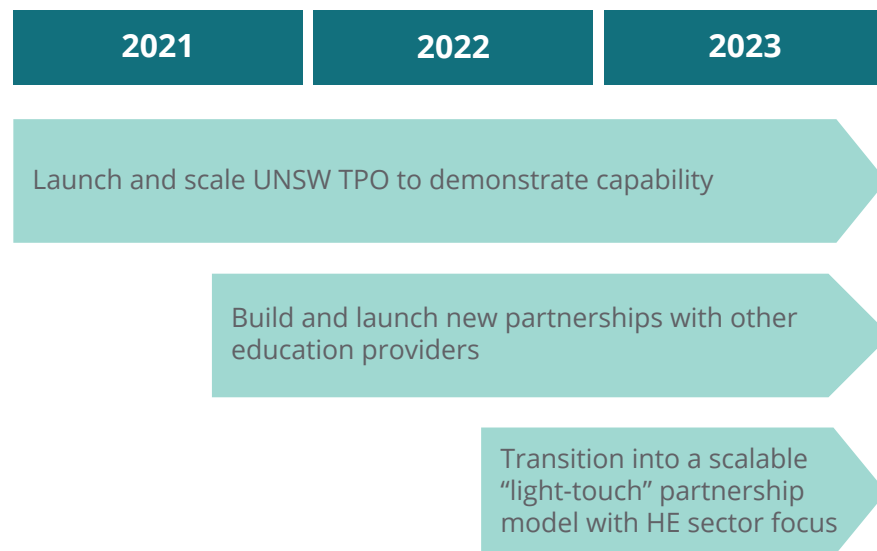 2021
2022
2023
Launch and scale UNSW TPO to demonstrate capability
Build and launch new partnerships with other
education providers
Transition into a scalable
“light-touch” partnership
model with HE sector focus